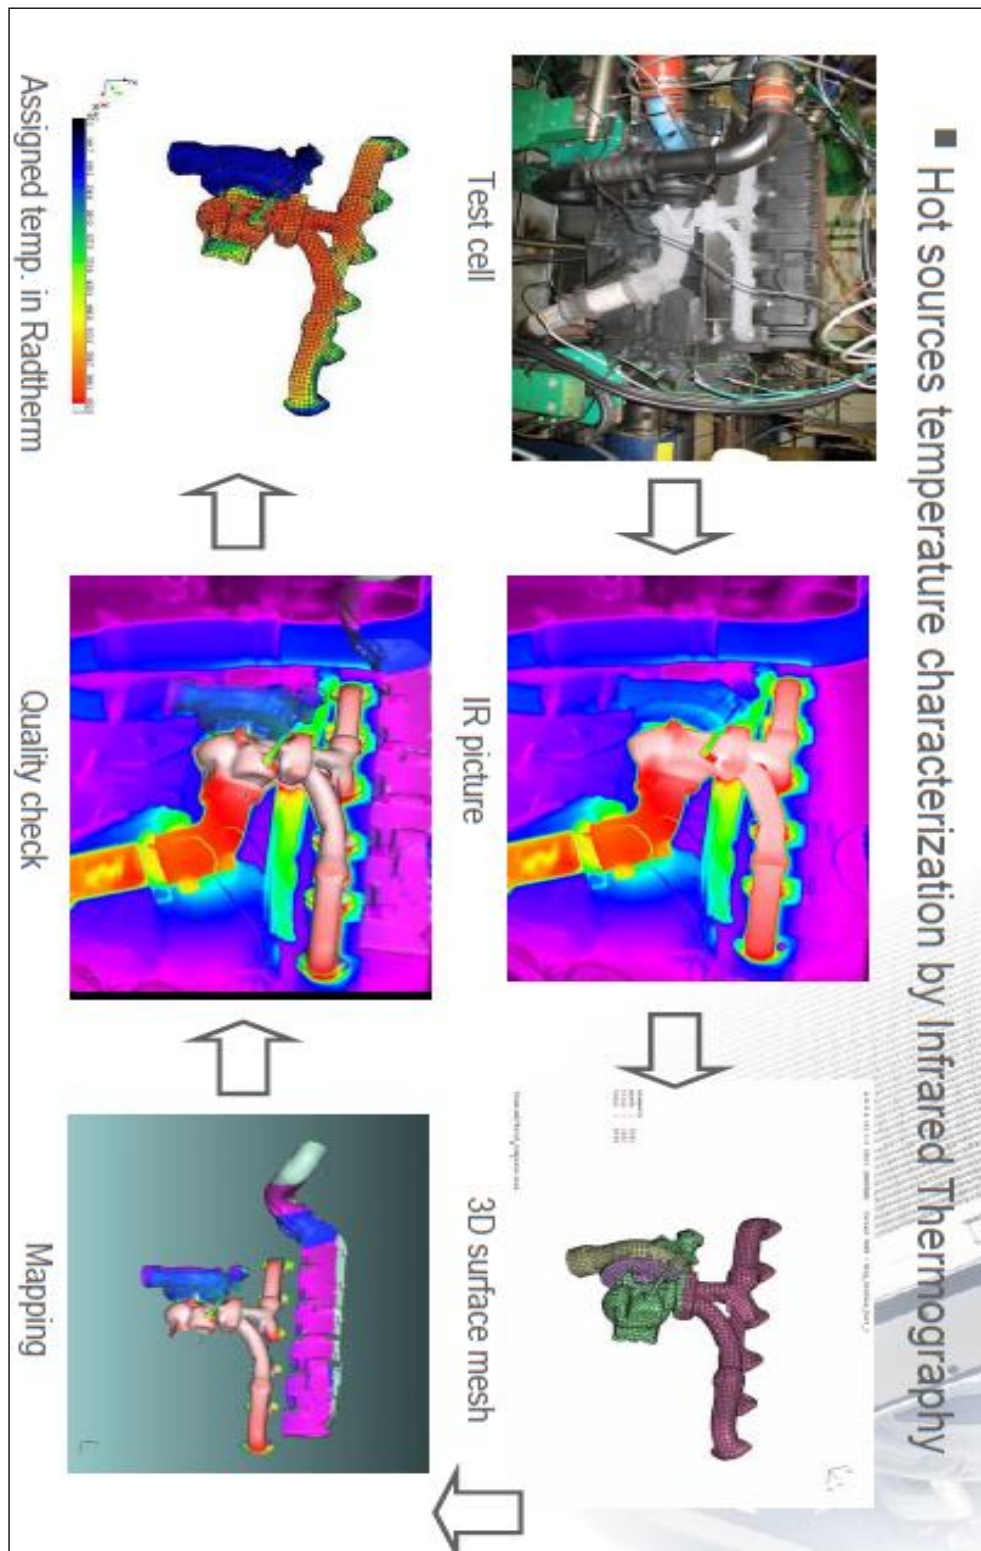 ■ Hot sources temperature characterization by Infrared Thermography
Test cell
IR picture
3D surface mesh
Assigned temp. in Radtherm
Quality check
Mapping